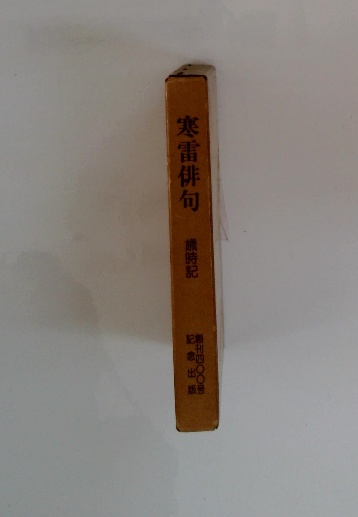 寒雷俳句
歳時記
創刊四〇〇号
記念出版